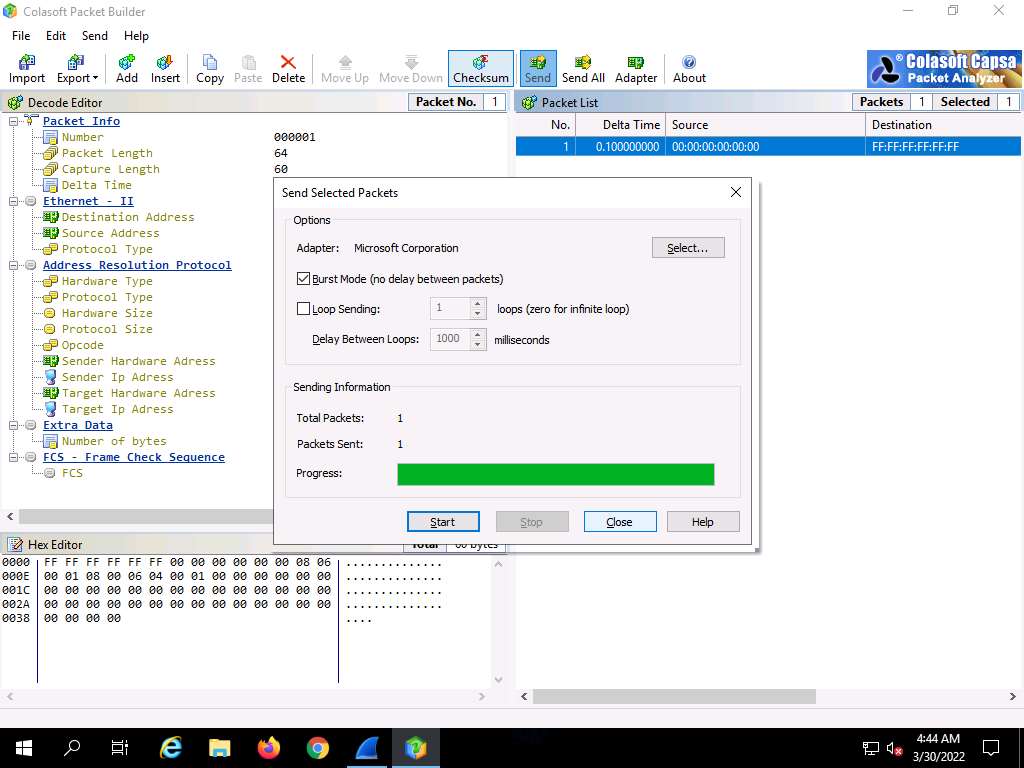 Colasoft Packet Builder
File Edit Send Help
Import Export Add Insert Copy Paste Delete Move Up Move Down Checksum Send Send All Adapter About
® Colasoft Capsa
Packet Analyzer
Decode Editor Packet No. 1
Packet List Packets 1 Selected 1
No. Delta Time Source Destination
1 0.100000000 00:00:00:00:00:00 FF:FF:FF:FF:FF:FF
Packet Info
Number 000001
Packet Length 64
Capture Length 60
Delta Time
Ethernet - II
Destination Address
Source Address
Protocol Type
Address Resolution Protocol
Hardware Type
Protocol Type
Hardware Size
Protocol Size
Opcode
Sender Hardware Adress
Sender Ip Adress
Target Hardware Adress
Target Ip Adress
Extra Data
Number of bytes
FCS - Frame Check Sequence
FCS
Send Selected Packets
Options
Adapter: Microsoft Corporation Select...
Burst Mode (no delay between packets)
Loop Sending: 1 loops (zero for infinite loop)
Delay Between Loops: 1000 milliseconds
Sending Information
Total Packets: 1
Packets Sent: 1
Progress:
Start Stop Close Help
Hex Editor Total 60 bytes
0000 FF FF FF FF FF FF 00 00 00 00 00 00 08 06 ..............
000E 00 01 08 00 06 04 00 01 00 00 00 00 00 00 ..............
001C 00 00 00 00 00 00 00 00 00 00 00 00 00 00 ..............
002A 00 00 00 00 00 00 00 00 00 00 00 00 00 00 ..............
0038 00 00 00 00 ....
4:44 AM
3/30/2022